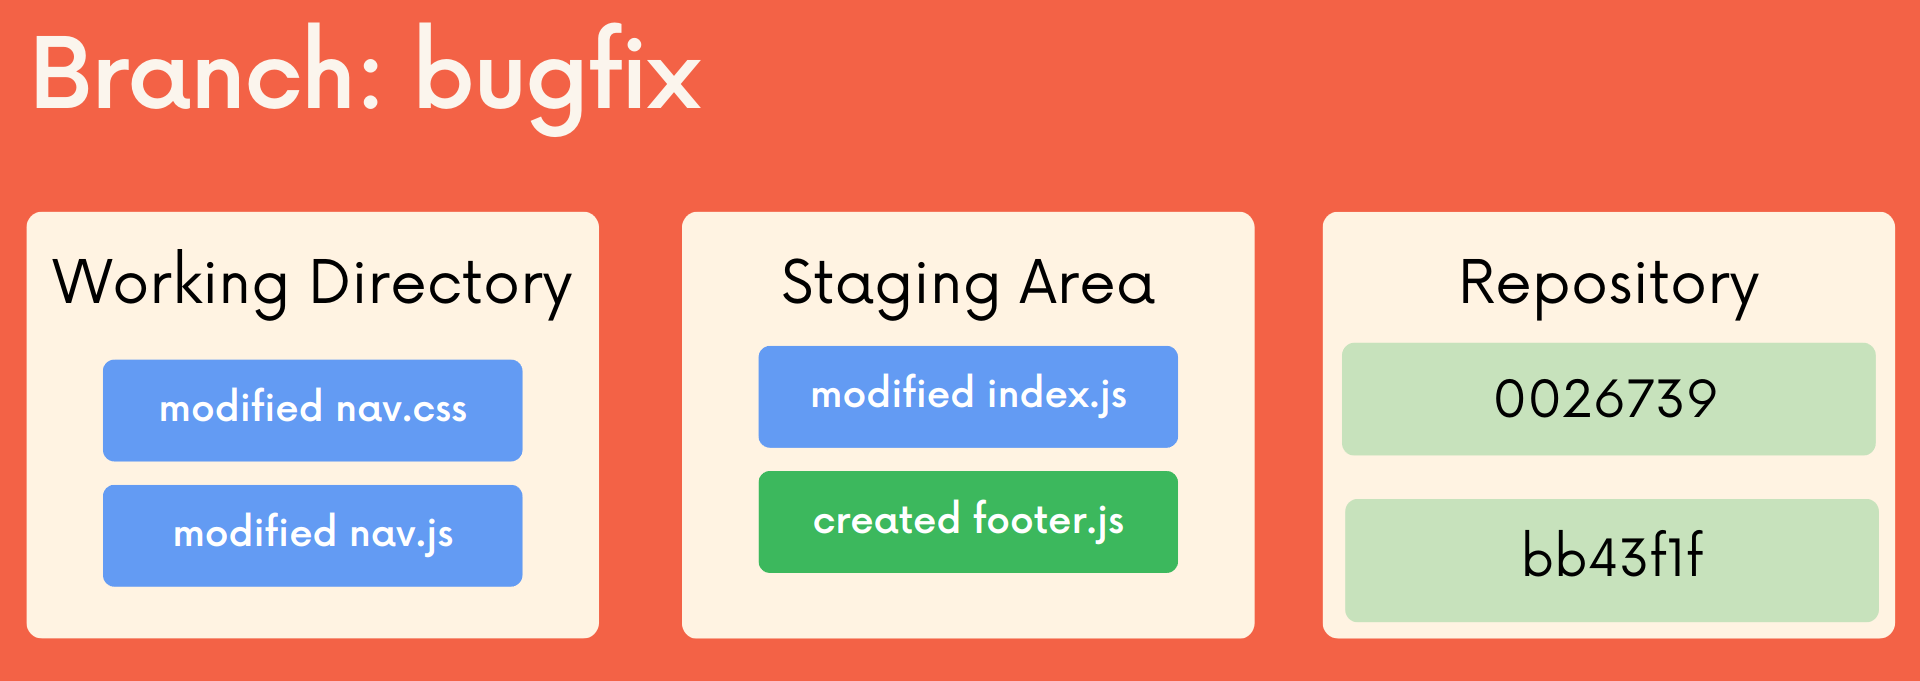 Branch: bugfix
Working Directory
modified nav.css
modified nav.js
Staging Area
modified index.js
created footer.js
Repository
0026739
bb43f1f